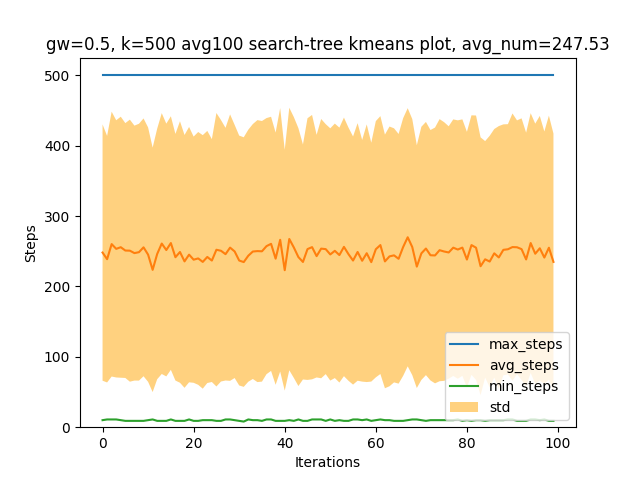 gw=0.5, k=500 avg100 search-tree kmeans plot, avg_num=247.53
500
400
300
200
100
0
Steps
max_steps
avg_steps
min_steps
std
0 20 40 60 80 100
Iterations